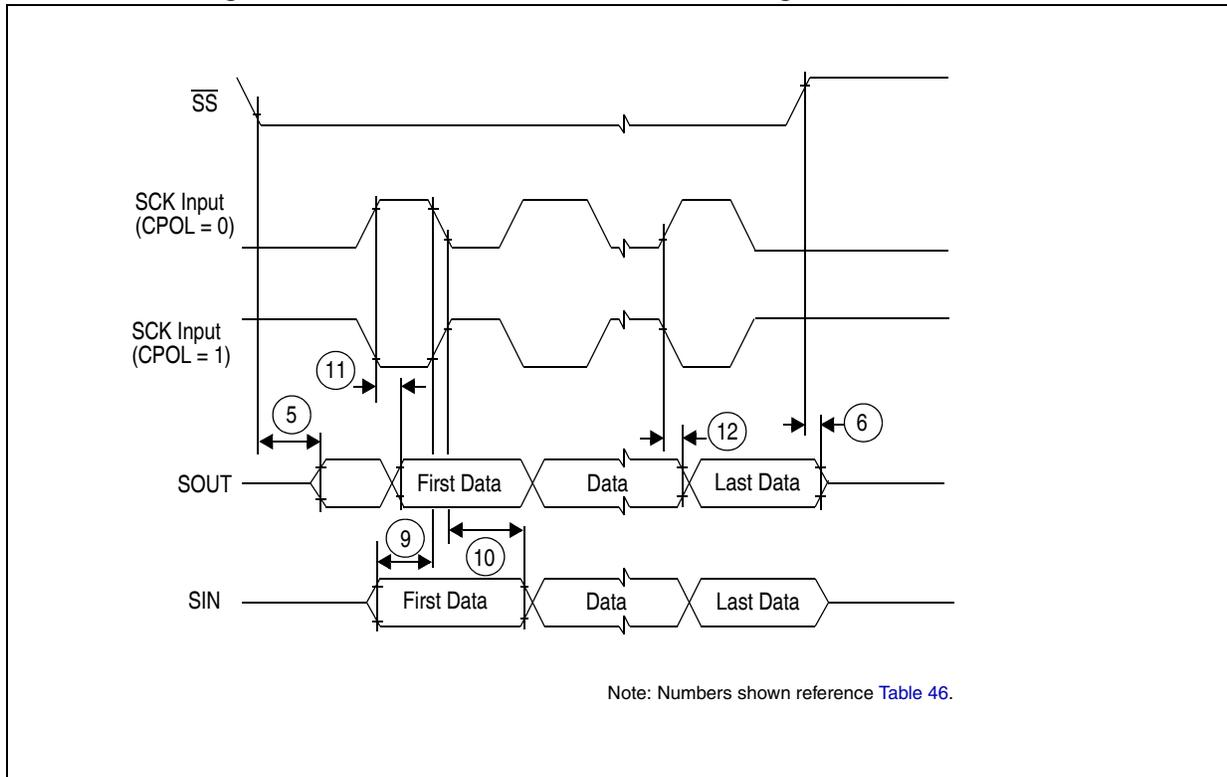 SS
SCK Input
(CPOL = 0)
SCK Input
(CPOL = 1)
11
5
12
6
SOUT
First Data
Data
Last Data
9
10
SIN
First Data
Data
Last Data
Note: Numbers shown reference Table 46.